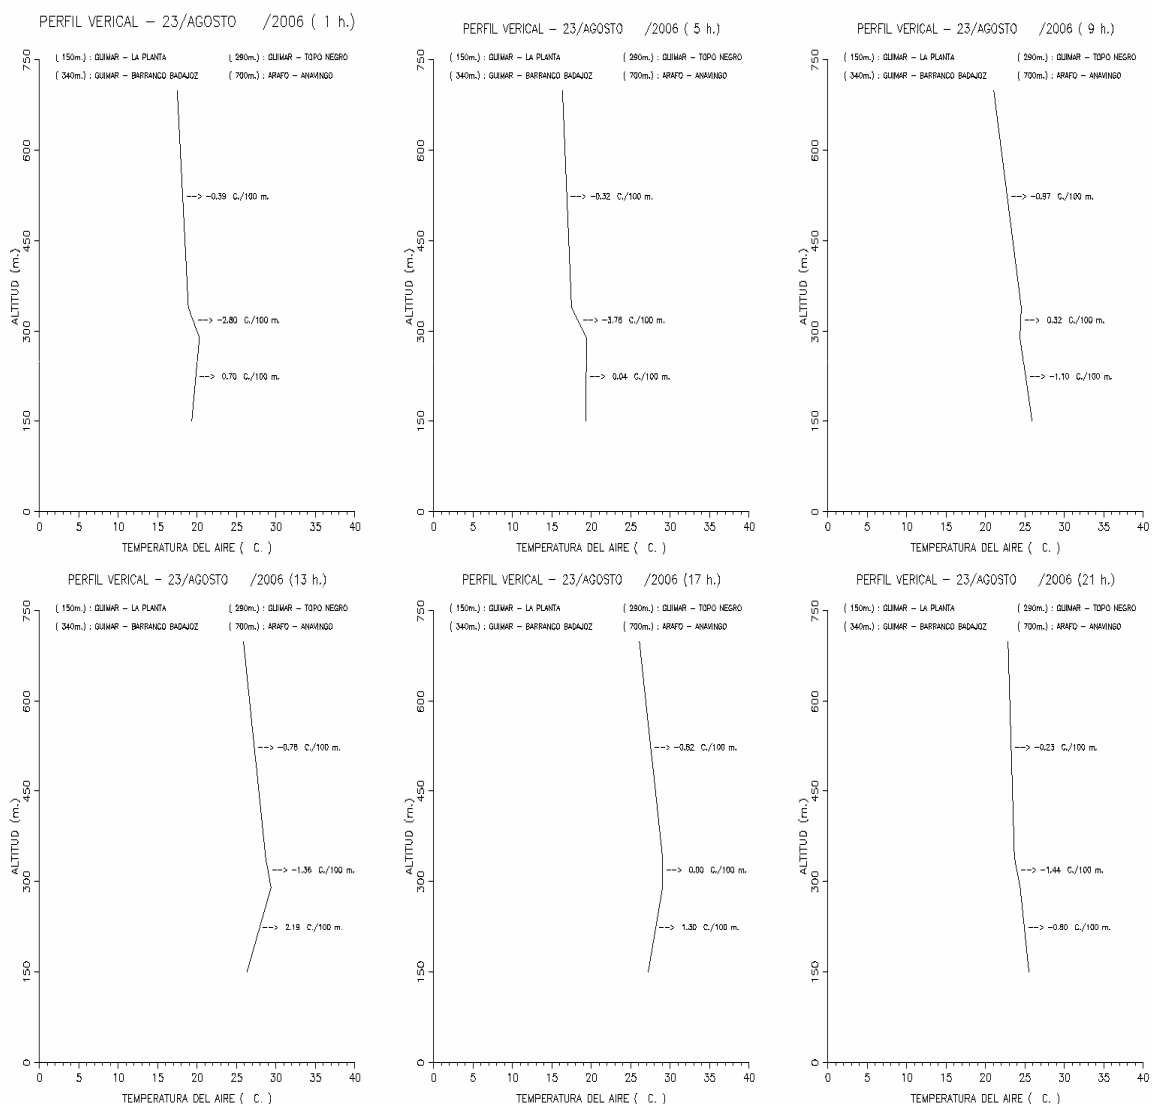 PERFIL VERICAL - 23/AGOSTO /2006 ( 1 h.)
( 150m.) : GUIMAR - LA PLANTA ( 290m.) : GUIMAR - TOPO NEGRO
( 340m.) : GUIMAR - BARRANCO BADAJOZ ( 700m.) : ARAFO - ANAVINGO
750
600
450
300
150
0
ALTITUD (m.)
--> -0.39 C./100 m.
--> -2.80 C./100 m.
--> 0.70 C./100 m.
0 5 10 15 20 25 30 35 40
TEMPERATURA DEL AIRE ( C. )
PERFIL VERICAL - 23/AGOSTO /2006 ( 5 h.)
( 150m.) : GUIMAR - LA PLANTA ( 290m.) : GUIMAR - TOPO NEGRO
( 340m.) : GUIMAR - BARRANCO BADAJOZ ( 700m.) : ARAFO - ANAVINGO
750
600
450
300
150
0
ALTITUD (m.)
--> -0.32 C./100 m.
--> -3.76 C./100 m.
--> 0.04 C./100 m.
0 5 10 15 20 25 30 35 40
TEMPERATURA DEL AIRE ( C. )
PERFIL VERICAL - 23/AGOSTO /2006 ( 9 h.)
( 150m.) : GUIMAR - LA PLANTA ( 290m.) : GUIMAR - TOPO NEGRO
( 340m.) : GUIMAR - BARRANCO BADAJOZ ( 700m.) : ARAFO - ANAVINGO
750
600
450
300
150
0
ALTITUD (m.)
--> -0.97 C./100 m.
--> 0.32 C./100 m.
--> -1.10 C./100 m.
0 5 10 15 20 25 30 35 40
TEMPERATURA DEL AIRE ( C. )
PERFIL VERICAL - 23/AGOSTO /2006 (13 h.)
( 150m.) : GUIMAR - LA PLANTA ( 290m.) : GUIMAR - TOPO NEGRO
( 340m.) : GUIMAR - BARRANCO BADAJOZ ( 700m.) : ARAFO - ANAVINGO
750
600
450
300
150
0
ALTITUD (m.)
--> -0.78 C./100 m.
--> -1.36 C./100 m.
--> 2.19 C./100 m.
0 5 10 15 20 25 30 35 40
TEMPERATURA DEL AIRE ( C. )
PERFIL VERICAL - 23/AGOSTO /2006 (17 h.)
( 150m.) : GUIMAR - LA PLANTA ( 290m.) : GUIMAR - TOPO NEGRO
( 340m.) : GUIMAR - BARRANCO BADAJOZ ( 700m.) : ARAFO - ANAVINGO
750
600
450
300
150
0
ALTITUD (m.)
--> -0.82 C./100 m.
--> 0.00 C./100 m.
--> 1.30 C./100 m.
0 5 10 15 20 25 30 35 40
TEMPERATURA DEL AIRE ( C. )
PERFIL VERICAL - 23/AGOSTO /2006 (21 h.)
( 150m.) : GUIMAR - LA PLANTA ( 290m.) : GUIMAR - TOPO NEGRO
( 340m.) : GUIMAR - BARRANCO BADAJOZ ( 700m.) : ARAFO - ANAVINGO
750
600
450
300
150
0
ALTITUD (m.)
--> -0.23 C./100 m.
--> -1.44 C./100 m.
--> -0.80 C./100 m.
0 5 10 15 20 25 30 35 40
TEMPERATURA DEL AIRE ( C. )